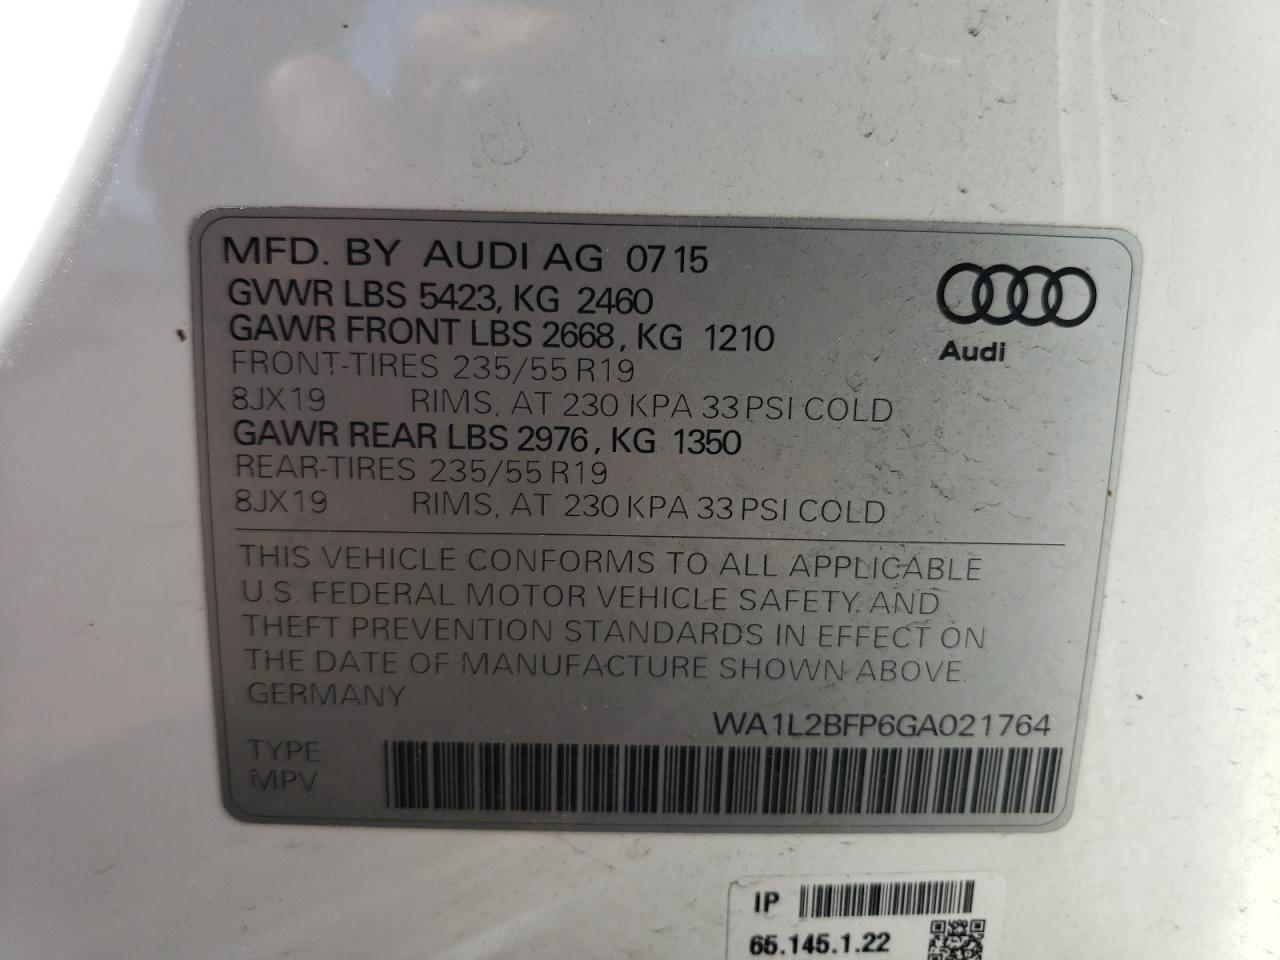 MFD. BY AUDI AG 07 15
GVWR LBS 5423, KG 2460
GAWR FRONT LBS 2668, KG 1210
FRONT-TIRES 235/55 R19
8JX19 RIMS, AT 230 KPA 33 PSI COLD
GAWR REAR LBS 2976, KG 1350
REAR-TIRES 235/55 R19
8JX19 RIMS, AT 230 KPA 33 PSI COLD
Audi
THIS VEHICLE CONFORMS TO ALL APPLICABLE
U.S. FEDERAL MOTOR VEHICLE SAFETY, AND
THEFT PREVENTION STANDARDS IN EFFECT ON
THE DATE OF MANUFACTURE SHOWN ABOVE.
GERMANY
WA1L2BFP6GA021764
TYPE:
MPV
IP
65.145.1.22